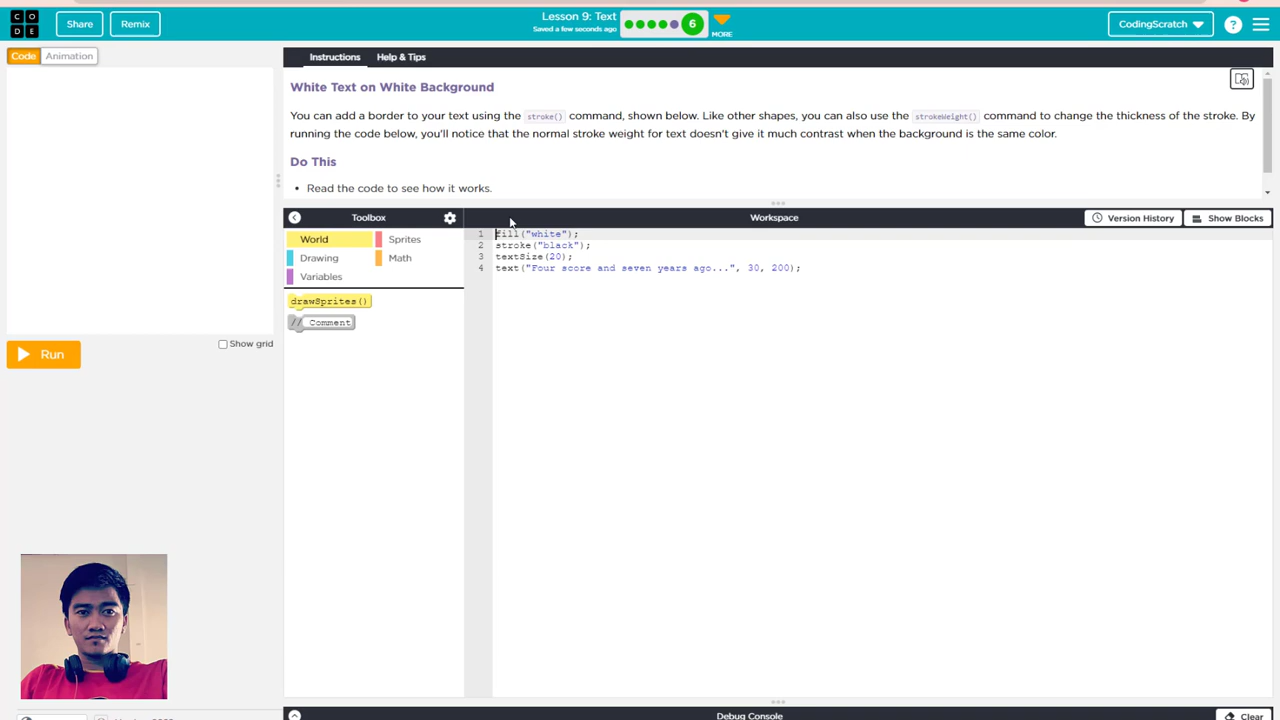 CO
DE
Share
Remix
Lesson 9: Text
Saved a few seconds ago
6
MORE
CodingScratch
?
Code
Animation
Instructions
Help & Tips
White Text on White Background
You can add a border to your text using the stroke() command, shown below. Like other shapes, you can also use the strokeWeight() command to change the thickness of the stroke. By
running the code below, you'll notice that the normal stroke weight for text doesn't give it much contrast when the background is the same color.
Do This
• Read the code to see how it works.
Toolbox
Workspace
Version History
Show Blocks
World
Sprites
Drawing
Math
Variables
drawSprites()
// Comment
1 fill("white");
2 stroke("black");
3 textSize(20);
4 text("Four score and seven years ago...", 30, 200);
Show grid
Run
Debug Console
Clear